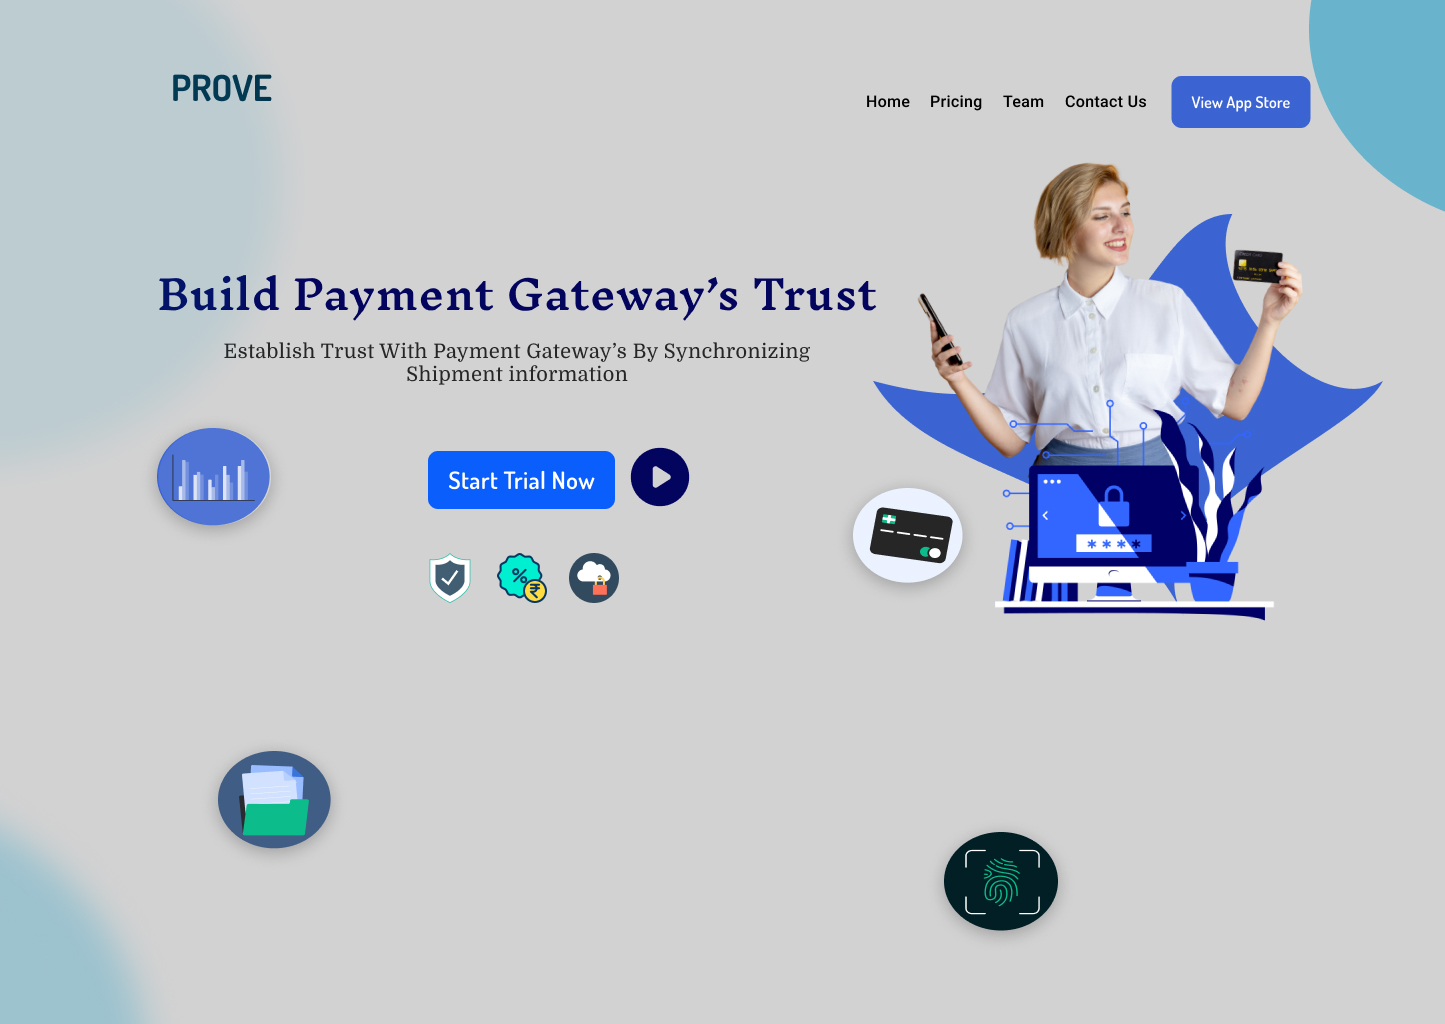 PROVE
Home Pricing Team Contact Us View App Store
Build Payment Gateway’s Trust
Establish Trust With Payment Gateway’s By Synchronizing
Shipment information
Start Trial Now